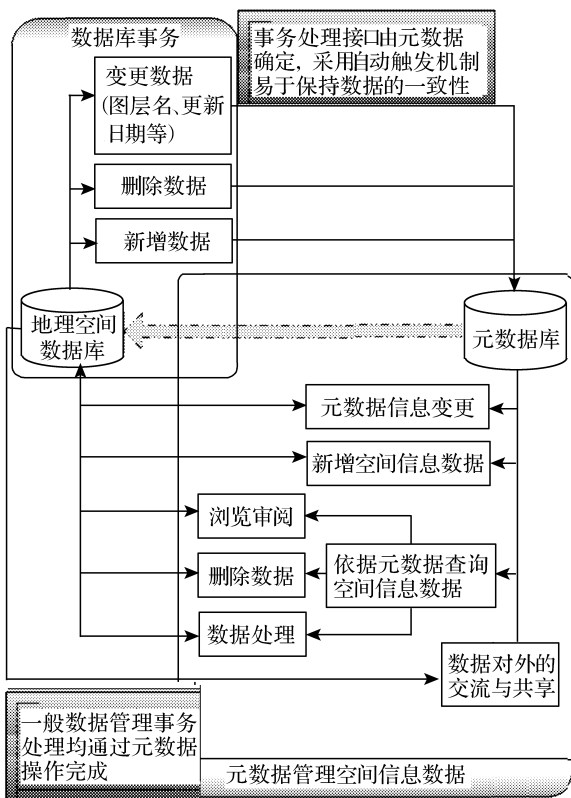 数据库事务
事务处理接口由元数据
确定，采用自动触发机制
易于保持数据的一致性
变更数据
(图层名、更新
日期等)
删除数据
新增数据
地理空间
数据库
元数据库
元数据信息变更
新增空间信息数据
浏览审阅
依据元数据查询
空间信息数据
删除数据
数据处理
数据对外的
交流与共享
一般数据管理事务
处理均通过元数据
操作完成
元数据管理空间信息数据